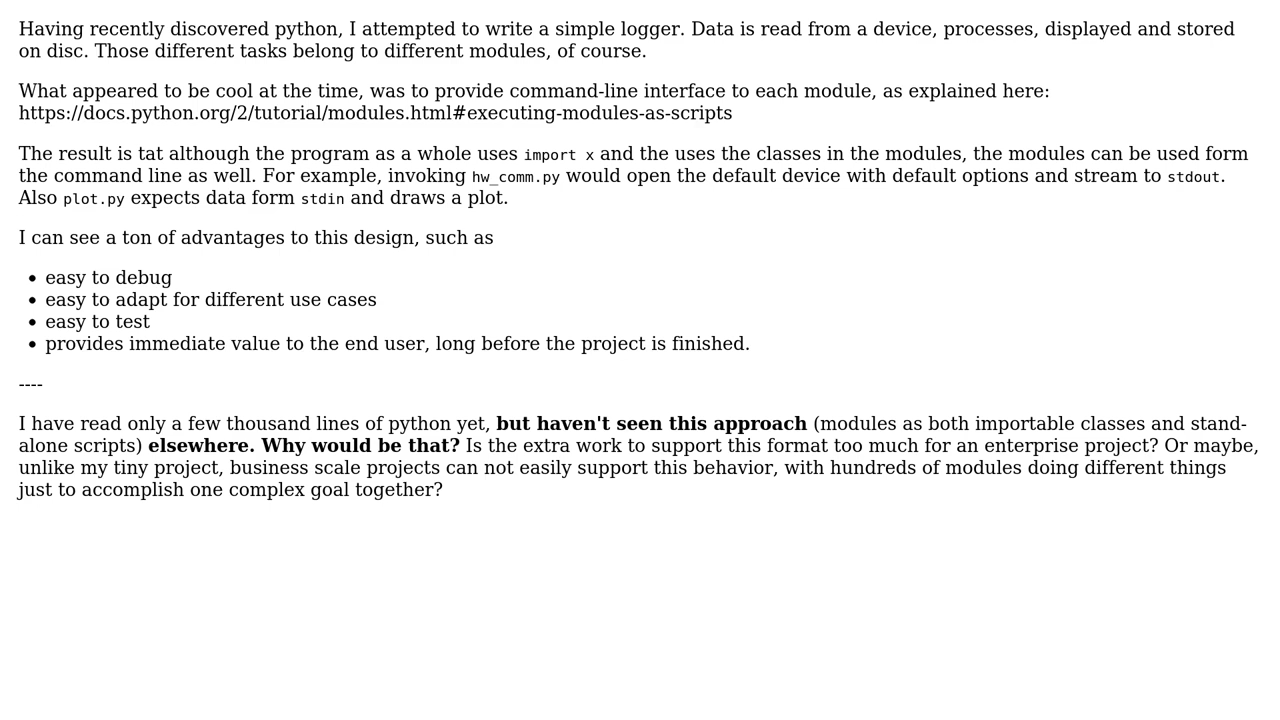 Having recently discovered python, I attempted to write a simple logger. Data is read from a device, processes, displayed and stored
on disc. Those different tasks belong to different modules, of course.
What appeared to be cool at the time, was to provide command-line interface to each module, as explained here:
https://docs.python.org/2/tutorial/modules.html#executing-modules-as-scripts
The result is tat although the program as a whole uses import x and the uses the classes in the modules, the modules can be used form
the command line as well. For example, invoking hw_comm.py would open the default device with default options and stream to stdout.
Also plot.py expects data form stdin and draws a plot.
I can see a ton of advantages to this design, such as
• easy to debug
• easy to adapt for different use cases
• easy to test
• provides immediate value to the end user, long before the project is finished.
----
I have read only a few thousand lines of python yet, but haven't seen this approach (modules as both importable classes and stand-
alone scripts) elsewhere. Why would be that? Is the extra work to support this format too much for an enterprise project? Or maybe,
unlike my tiny project, business scale projects can not easily support this behavior, with hundreds of modules doing different things
just to accomplish one complex goal together?